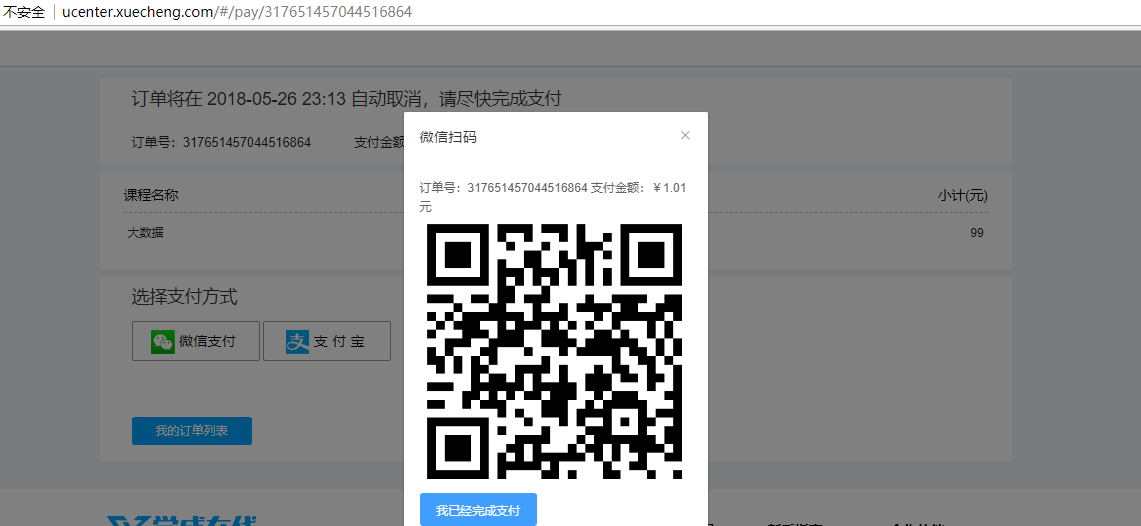 不安全 ucenter.xuecheng.com/#/pay/317651457044516864
订单将在 2018-05-26 23:13 自动取消，请尽快完成支付
订单号：317651457044516864 支付金额
微信扫码
订单号：317651457044516864 支付金额：￥1.01
元
课程名称 小计(元)
大数据 99
选择支付方式
微信支付 支 付 宝
我的订单列表
我已经完成支付
学成在线